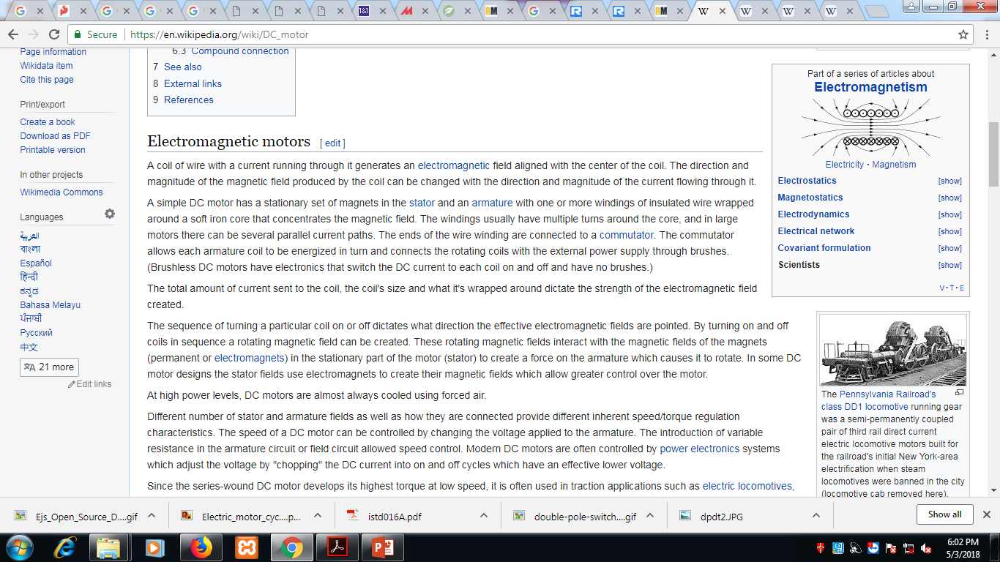 1&1
RM
RM
W
W
W
W
Secure
https://en.wikipedia.org/wiki/DC_motor
Page information
Wikidata item
Cite this page
Print/export
Create a book
Download as PDF
Printable version
In other projects
Wikimedia Commons
Languages
العربية
বাংলা
Español
हिन्दी
ಕನ್ನಡ
Bahasa Melayu
ਪੰਜਾਬੀ
Русский
中文
21 more
Edit links
6.3 Compound connection
7 See also
8 External links
9 References
Electromagnetic motors [ edit ]
A coil of wire with a current running through it generates an electromagnetic field aligned with the center of the coil. The direction and
magnitude of the magnetic field produced by the coil can be changed with the direction and magnitude of the current flowing through it.
A simple DC motor has a stationary set of magnets in the stator and an armature with one or more windings of insulated wire wrapped
around a soft iron core that concentrates the magnetic field. The windings usually have multiple turns around the core, and in large
motors there can be several parallel current paths. The ends of the wire winding are connected to a commutator. The commutator
allows each armature coil to be energized in turn and connects the rotating coils with the external power supply through brushes.
(Brushless DC motors have electronics that switch the DC current to each coil on and off and have no brushes.)
The total amount of current sent to the coil, the coil's size and what it's wrapped around dictate the strength of the electromagnetic field
created.
The sequence of turning a particular coil on or off dictates what direction the effective electromagnetic fields are pointed. By turning on and off
coils in sequence a rotating magnetic field can be created. These rotating magnetic fields interact with the magnetic fields of the magnets
(permanent or electromagnets) in the stationary part of the motor (stator) to create a force on the armature which causes it to rotate. In some DC
motor designs the stator fields use electromagnets to create their magnetic fields which allow greater control over the motor.
At high power levels, DC motors are almost always cooled using forced air.
Different number of stator and armature fields as well as how they are connected provide different inherent speed/torque regulation
characteristics. The speed of a DC motor can be controlled by changing the voltage applied to the armature. The introduction of variable
resistance in the armature circuit or field circuit allowed speed control. Modern DC motors are often controlled by power electronics systems
which adjust the voltage by "chopping" the DC current into on and off cycles which have an effective lower voltage.
Since the series-wound DC motor develops its highest torque at low speed, it is often used in traction applications such as electric locomotives,
Part of a series of articles about
Electromagnetism
Electricity · Magnetism
Electrostatics [show]
Magnetostatics [show]
Electrodynamics [show]
Electrical network [show]
Covariant formulation [show]
Scientists [show]
V · T · E
The Pennsylvania Railroad's
class DD1 locomotive running gear
was a semi-permanently coupled
pair of third rail direct current
electric locomotive motors built for
the railroad's initial New York-area
electrification when steam
locomotives were banned in the city
(locomotive cab removed here).
Ejs_Open_Source_D....gif
Electric_motor_cyc....p...
istd016A.pdf
double-pole-switch....gif
dpdt2.JPG
Show all
6:02 PM
5/3/2018